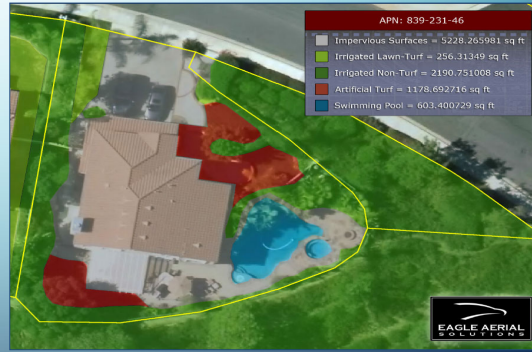 APN: 839-231-46
Impervious Surfaces = 5228.265981 sq ft
Irrigated Lawn-Turf = 256.31349 sq ft
Irrigated Non-Turf = 2190.751008 sq ft
Artificial Turf = 1178.692716 sq ft
Swimming Pool = 603.400729 sq ft
EAGLE AERIAL
SOLUTIONS